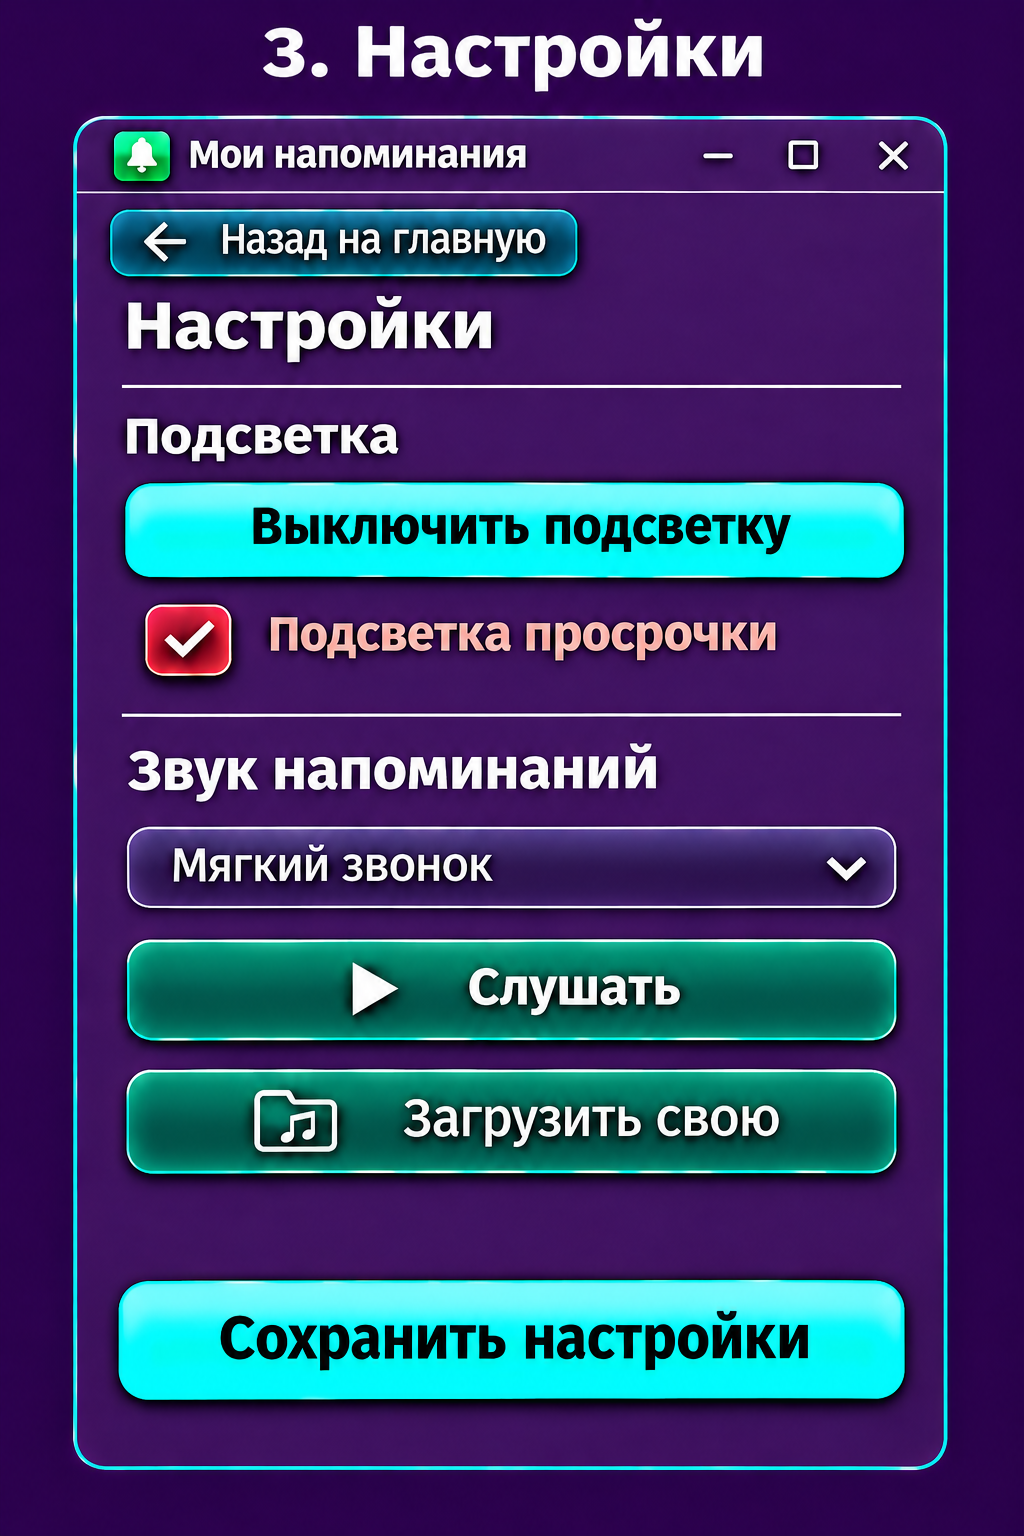 3. Настройки
Мои напоминания
Назад на главную
Настройки
Подсветка
Выключить подсветку
Подсветка просрочки
Звук напоминаний
Мягкий звонок
Слушать
Загрузить свою
Сохранить настройки